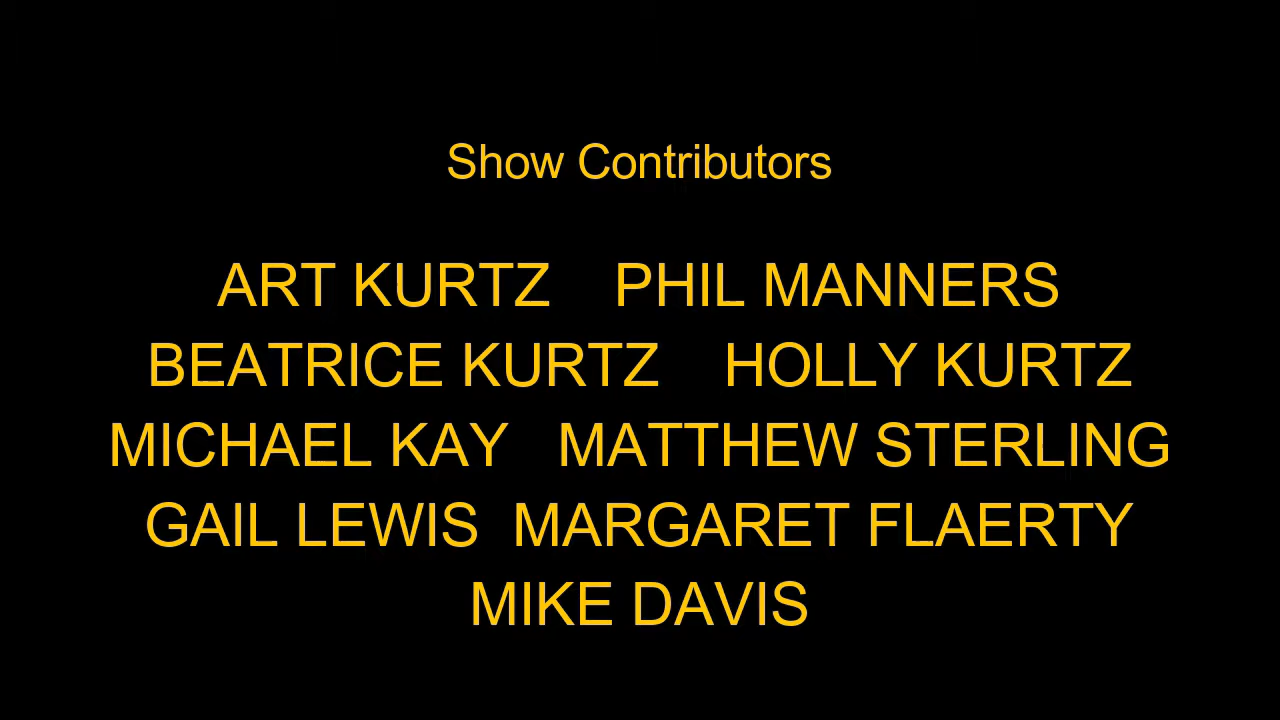 Show Contributors
ART KURTZ    PHIL MANNERS
BEATRICE KURTZ    HOLLY KURTZ
MICHAEL KAY   MATTHEW STERLING
GAIL LEWIS  MARGARET FLAERTY
MIKE DAVIS